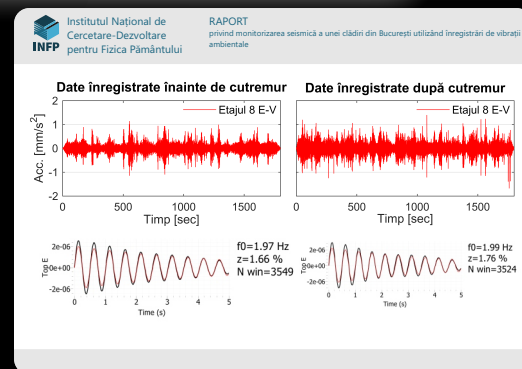 INFP
Institutul Național de
Cercetare-Dezvoltare
pentru Fizica Pământului
RAPORT
privind monitorizarea seismică a unei clădiri din București utilizând înregistrări de vibrații
ambientale
Date înregistrate înainte de cutremur
Date înregistrate după cutremur
Etajul 8 E-V
Etajul 8 E-V
Acc. [mm/s²]
2
1
0
-1
-2
0 500 1000 1500
Timp [sec]
0 500 1000 1500
Timp [sec]
Top E
2e-06
0e+00
-2e-06
0 1 2 3 4 5
Time (s)
f0=1.97 Hz
z=1.66 %
N win=3549
Top E
2e-06
0e+00
-2e-06
0 1 2 3 4 5
Time (s)
f0=1.99 Hz
z=1.76 %
N win=3524